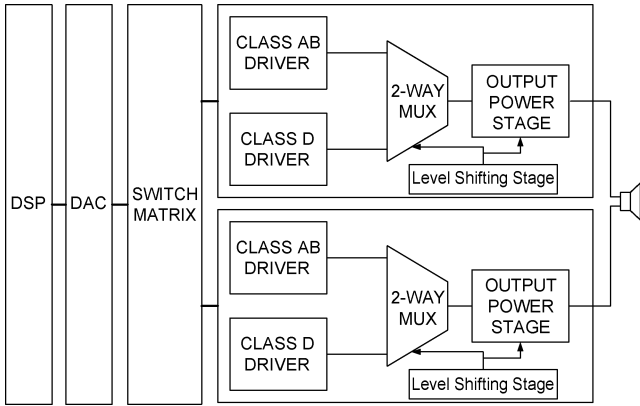 DSP
DAC
SWITCH
MATRIX
CLASS AB
DRIVER
CLASS D
DRIVER
2-WAY
MUX
OUTPUT
POWER
STAGE
Level Shifting Stage
CLASS AB
DRIVER
CLASS D
DRIVER
2-WAY
MUX
OUTPUT
POWER
STAGE
Level Shifting Stage